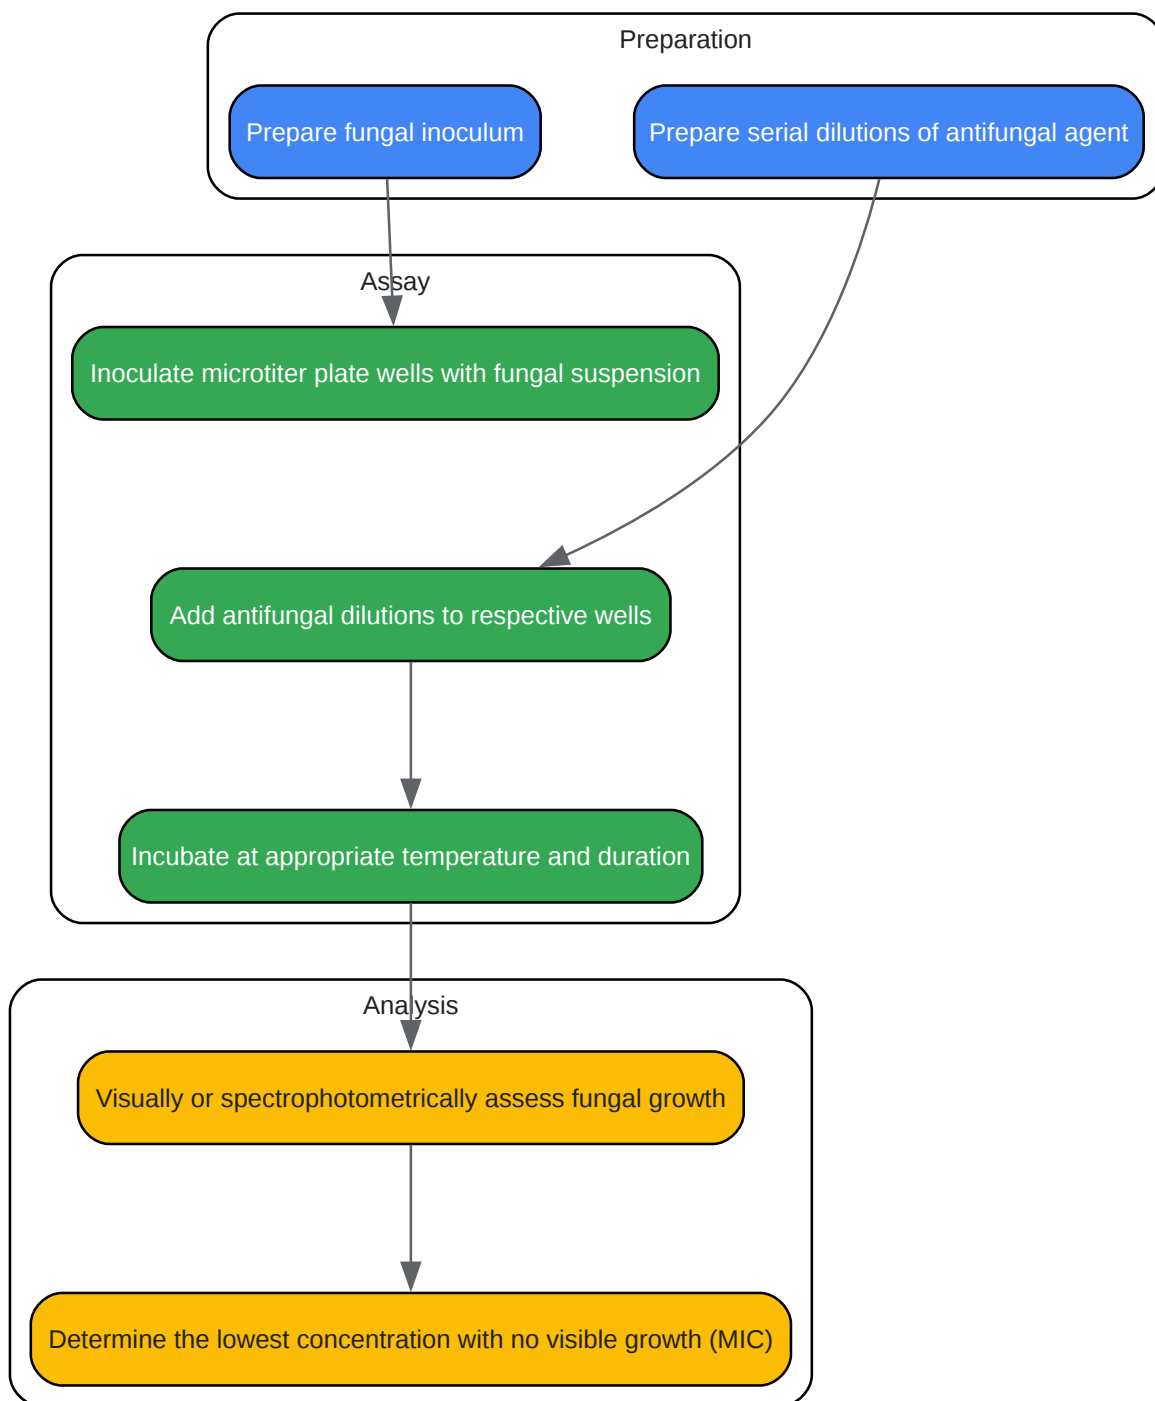 Preparation
Prepare fungal inoculum
Prepare serial dilutions of antifungal agent
Assay
Inoculate microtiter plate wells with fungal suspension
Add antifungal dilutions to respective wells
Incubate at appropriate temperature and duration
Analysis
Visually or spectrophotometrically assess fungal growth
Determine the lowest concentration with no visible growth (MIC)